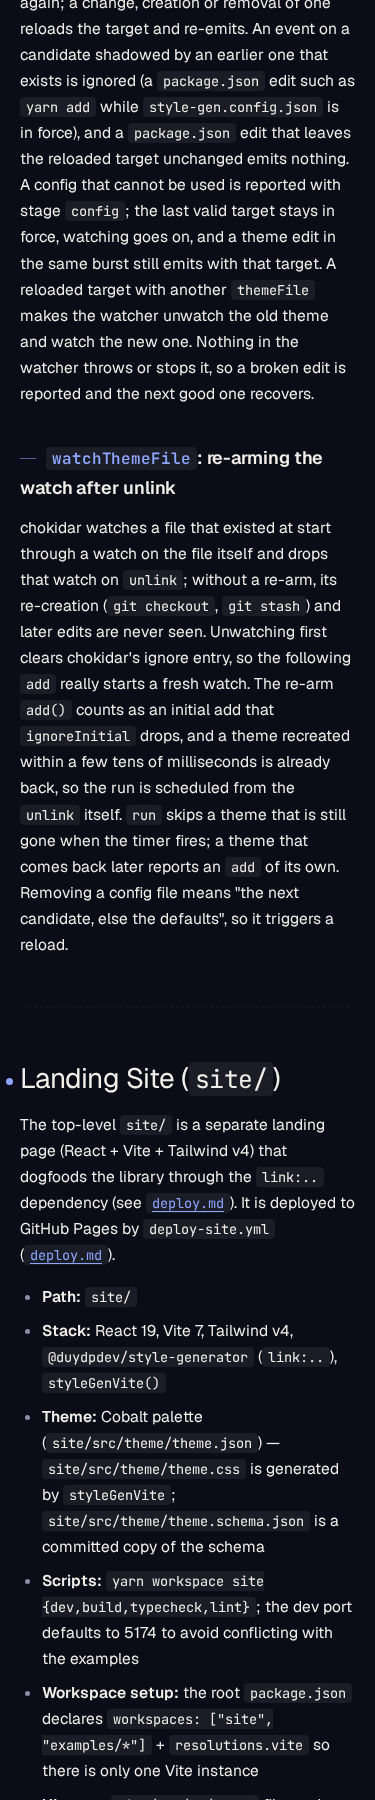 again; a change, creation or removal of one
reloads the target and re-emits. An event on a
candidate shadowed by an earlier one that
exists is ignored (a package.json edit such as
yarn add while style-gen.config.json is
in force), and a package.json edit that leaves
the reloaded target unchanged emits nothing.
A config that cannot be used is reported with
stage config; the last valid target stays in
force, watching goes on, and a theme edit in
the same burst still emits with that target. A
reloaded target with another themeFile
makes the watcher unwatch the old theme
and watch the new one. Nothing in the
watcher throws or stops it, so a broken edit is
reported and the next good one recovers.
— watchThemeFile: re-arming the
watch after unlink
chokidar watches a file that existed at start
through a watch on the file itself and drops
that watch on unlink; without a re-arm, its
re-creation (git checkout, git stash) and
later edits are never seen. Unwatching first
clears chokidar's ignore entry, so the following
add really starts a fresh watch. The re-arm
add() counts as an initial add that
ignoreInitial drops, and a theme recreated
within a few tens of milliseconds is already
back, so the run is scheduled from the
unlink itself. run skips a theme that is still
gone when the timer fires; a theme that
comes back later reports an add of its own.
Removing a config file means "the next
candidate, else the defaults", so it triggers a
reload.
Landing Site (site/)
The top-level site/ is a separate landing
page (React + Vite + Tailwind v4) that
dogfoods the library through the link:..
dependency (see deploy.md). It is deployed to
GitHub Pages by deploy-site.yml
(deploy.md).
• Path: site/
• Stack: React 19, Vite 7, Tailwind v4,
@duydpdev/style-generator (link:..),
styleGenVite()
• Theme: Cobalt palette
(site/src/theme/theme.json) —
site/src/theme/theme.css is generated
by styleGenVite;
site/src/theme/theme.schema.json is a
committed copy of the schema
• Scripts: yarn workspace site
{dev,build,typecheck,lint}; the dev port
defaults to 5174 to avoid conflicting with
the examples
• Workspace setup: the root package.json
declares workspaces: ["site",
"examples/*"] + resolutions.vite so
there is only one Vite instance